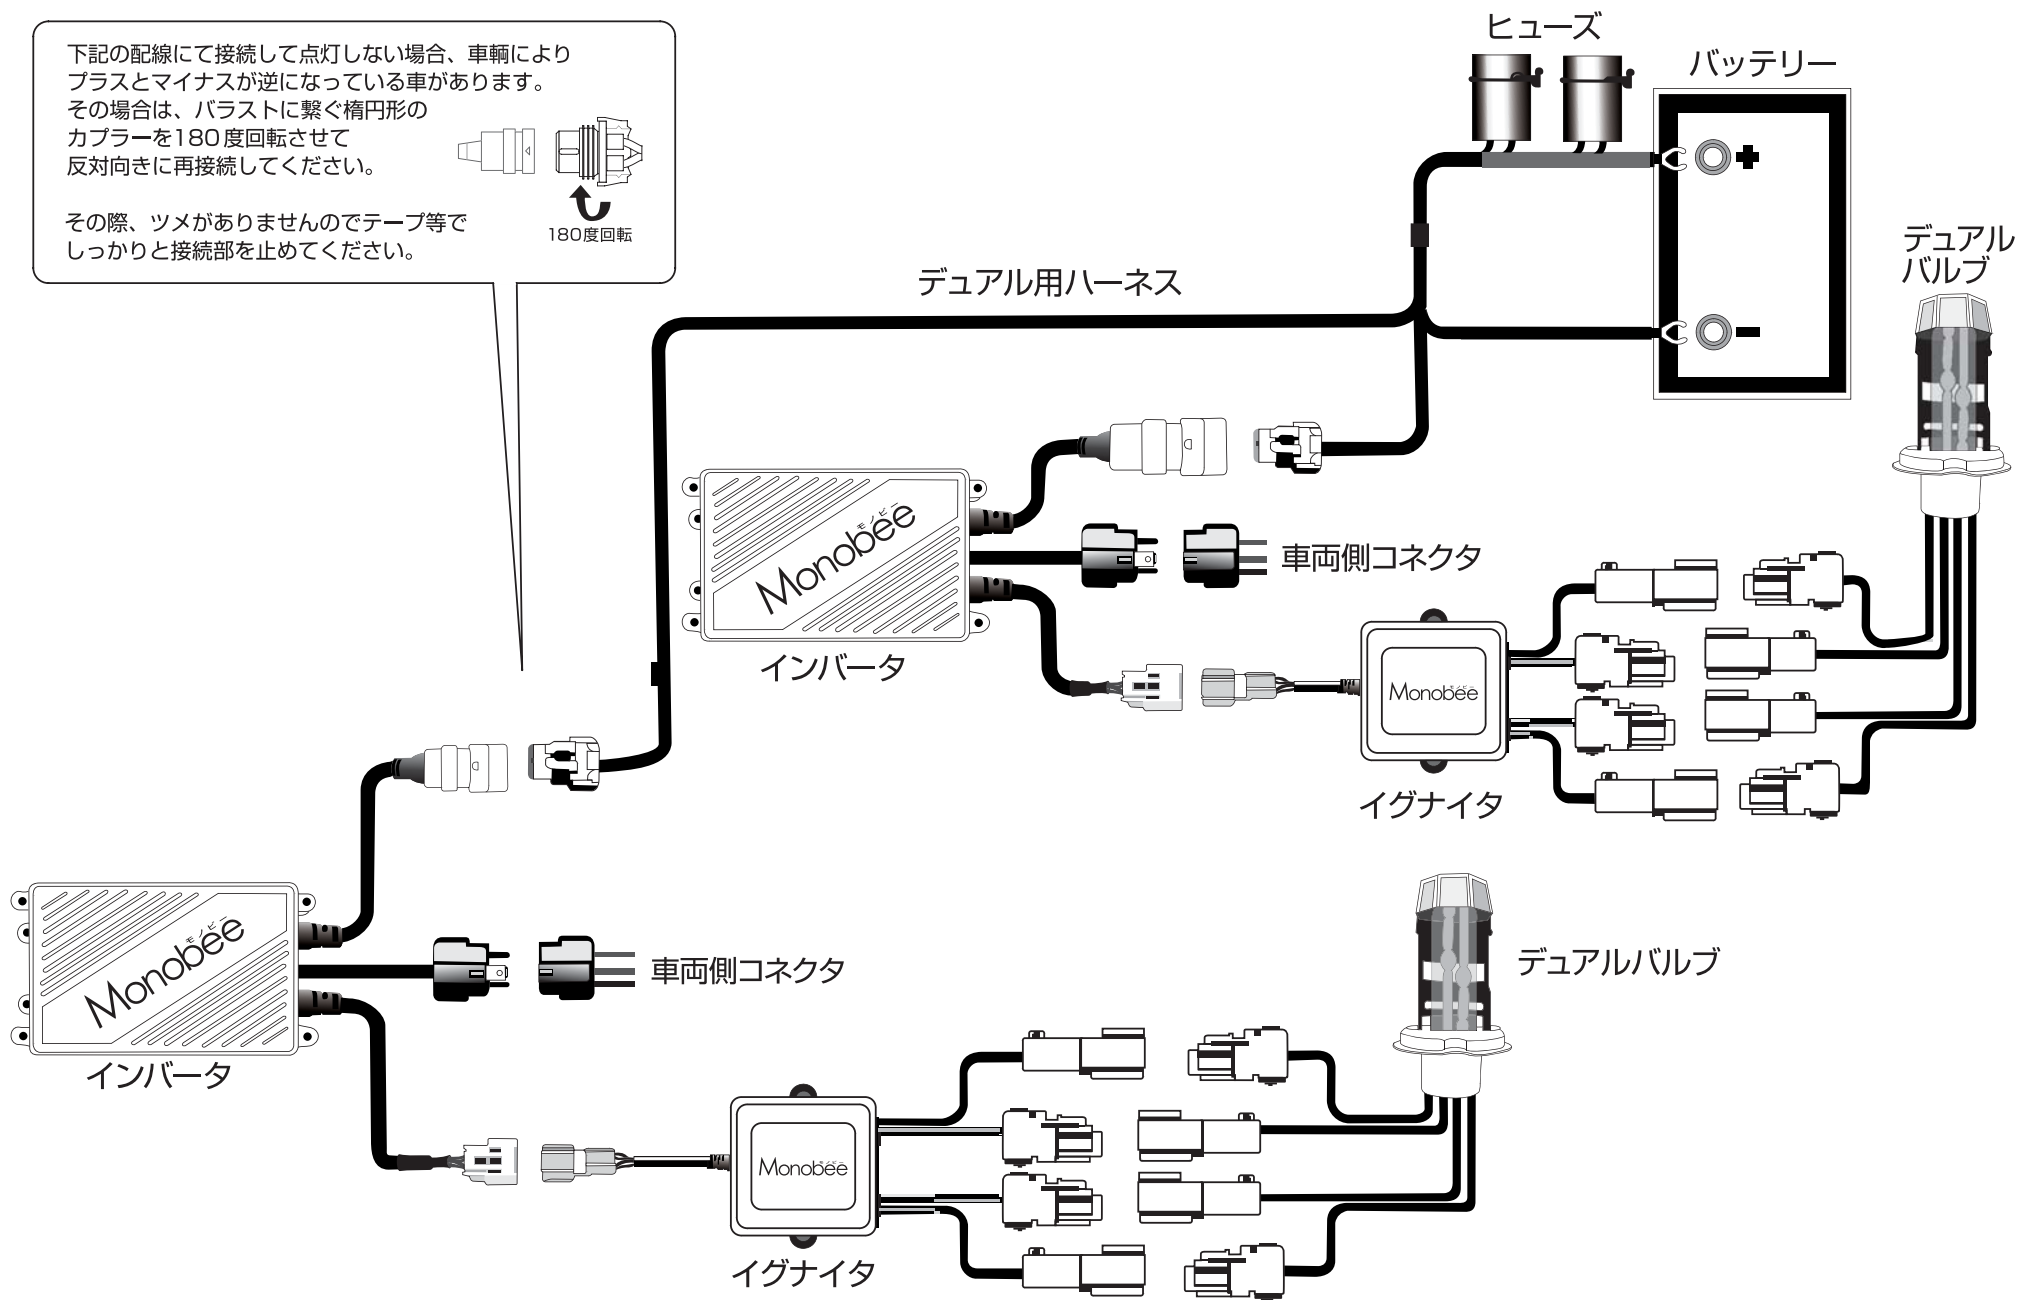 下記の配線にて接続して点灯しない場合、車輌により
プラスとマイナスが逆になっている車があります。
その場合は、バラストに繋ぐ楕円形の
カプラーを180度回転させて
反対向きに再接続してください。
その際、ツメがありませんのでテープ等で
しっかりと接続部を止めてください。
180度回転
ヒューズ
バッテリー
デュアル
バルブ
デュアル用ハーネス
モノビー
Monobee
車両側コネクタ
インバータ
モノビー
Monobee
イグナイタ
モノビー
Monobee
車両側コネクタ
デュアルバルブ
インバータ
モノビー
Monobee
イグナイタ